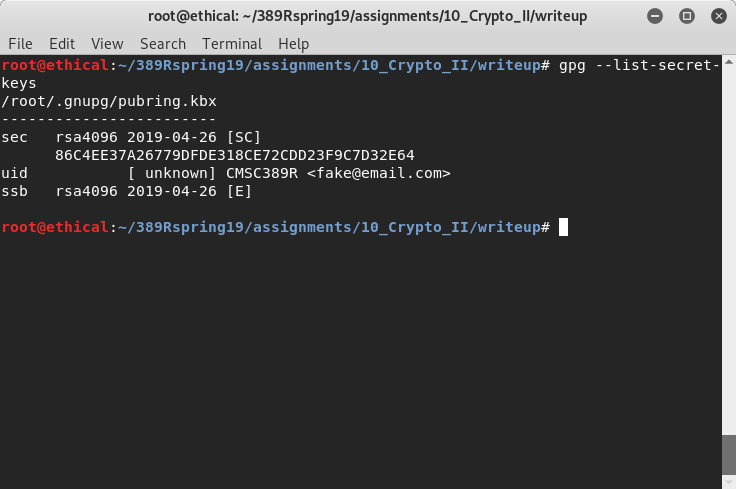 root@ethical: ~/389Rspring19/assignments/10_Crypto_II/writeup
File Edit View Search Terminal Help
root@ethical:~/389Rspring19/assignments/10_Crypto_II/writeup# gpg --list-secret-
keys
/root/.gnupg/pubring.kbx
------------------------
sec   rsa4096 2019-04-26 [SC]
      86C4EE37A26779DFDE318CE72CDD23F9C7D32E64
uid           [ unknown] CMSC389R <fake@email.com>
ssb   rsa4096 2019-04-26 [E]
root@ethical:~/389Rspring19/assignments/10_Crypto_II/writeup#